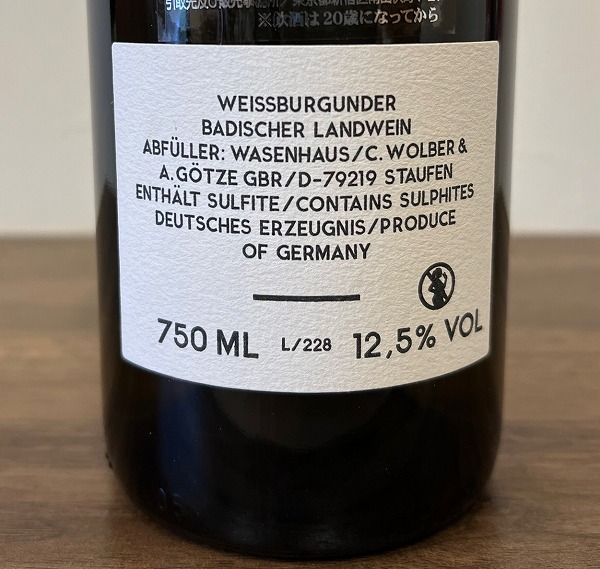 ※飲酒は20歳になってから
WEISSBURGUNDER
BADISCHER LANDWEIN
ABFÜLLER: WASENHAUS/C. WOLBER &
A.GÖTZE GBR/D-79219 STAUFEN
ENTHÄLT SULFITE/CONTAINS SULPHITES
DEUTSCHES ERZEUGNIS/PRODUCE
OF GERMANY
750 ML L/228 12,5% VOL